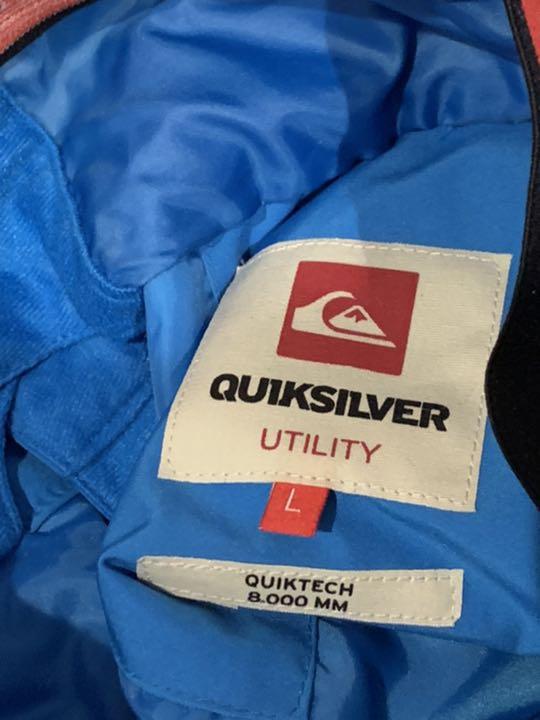 QUIKSILVER
UTILITY
L
QUIKTECH
8.000 MM